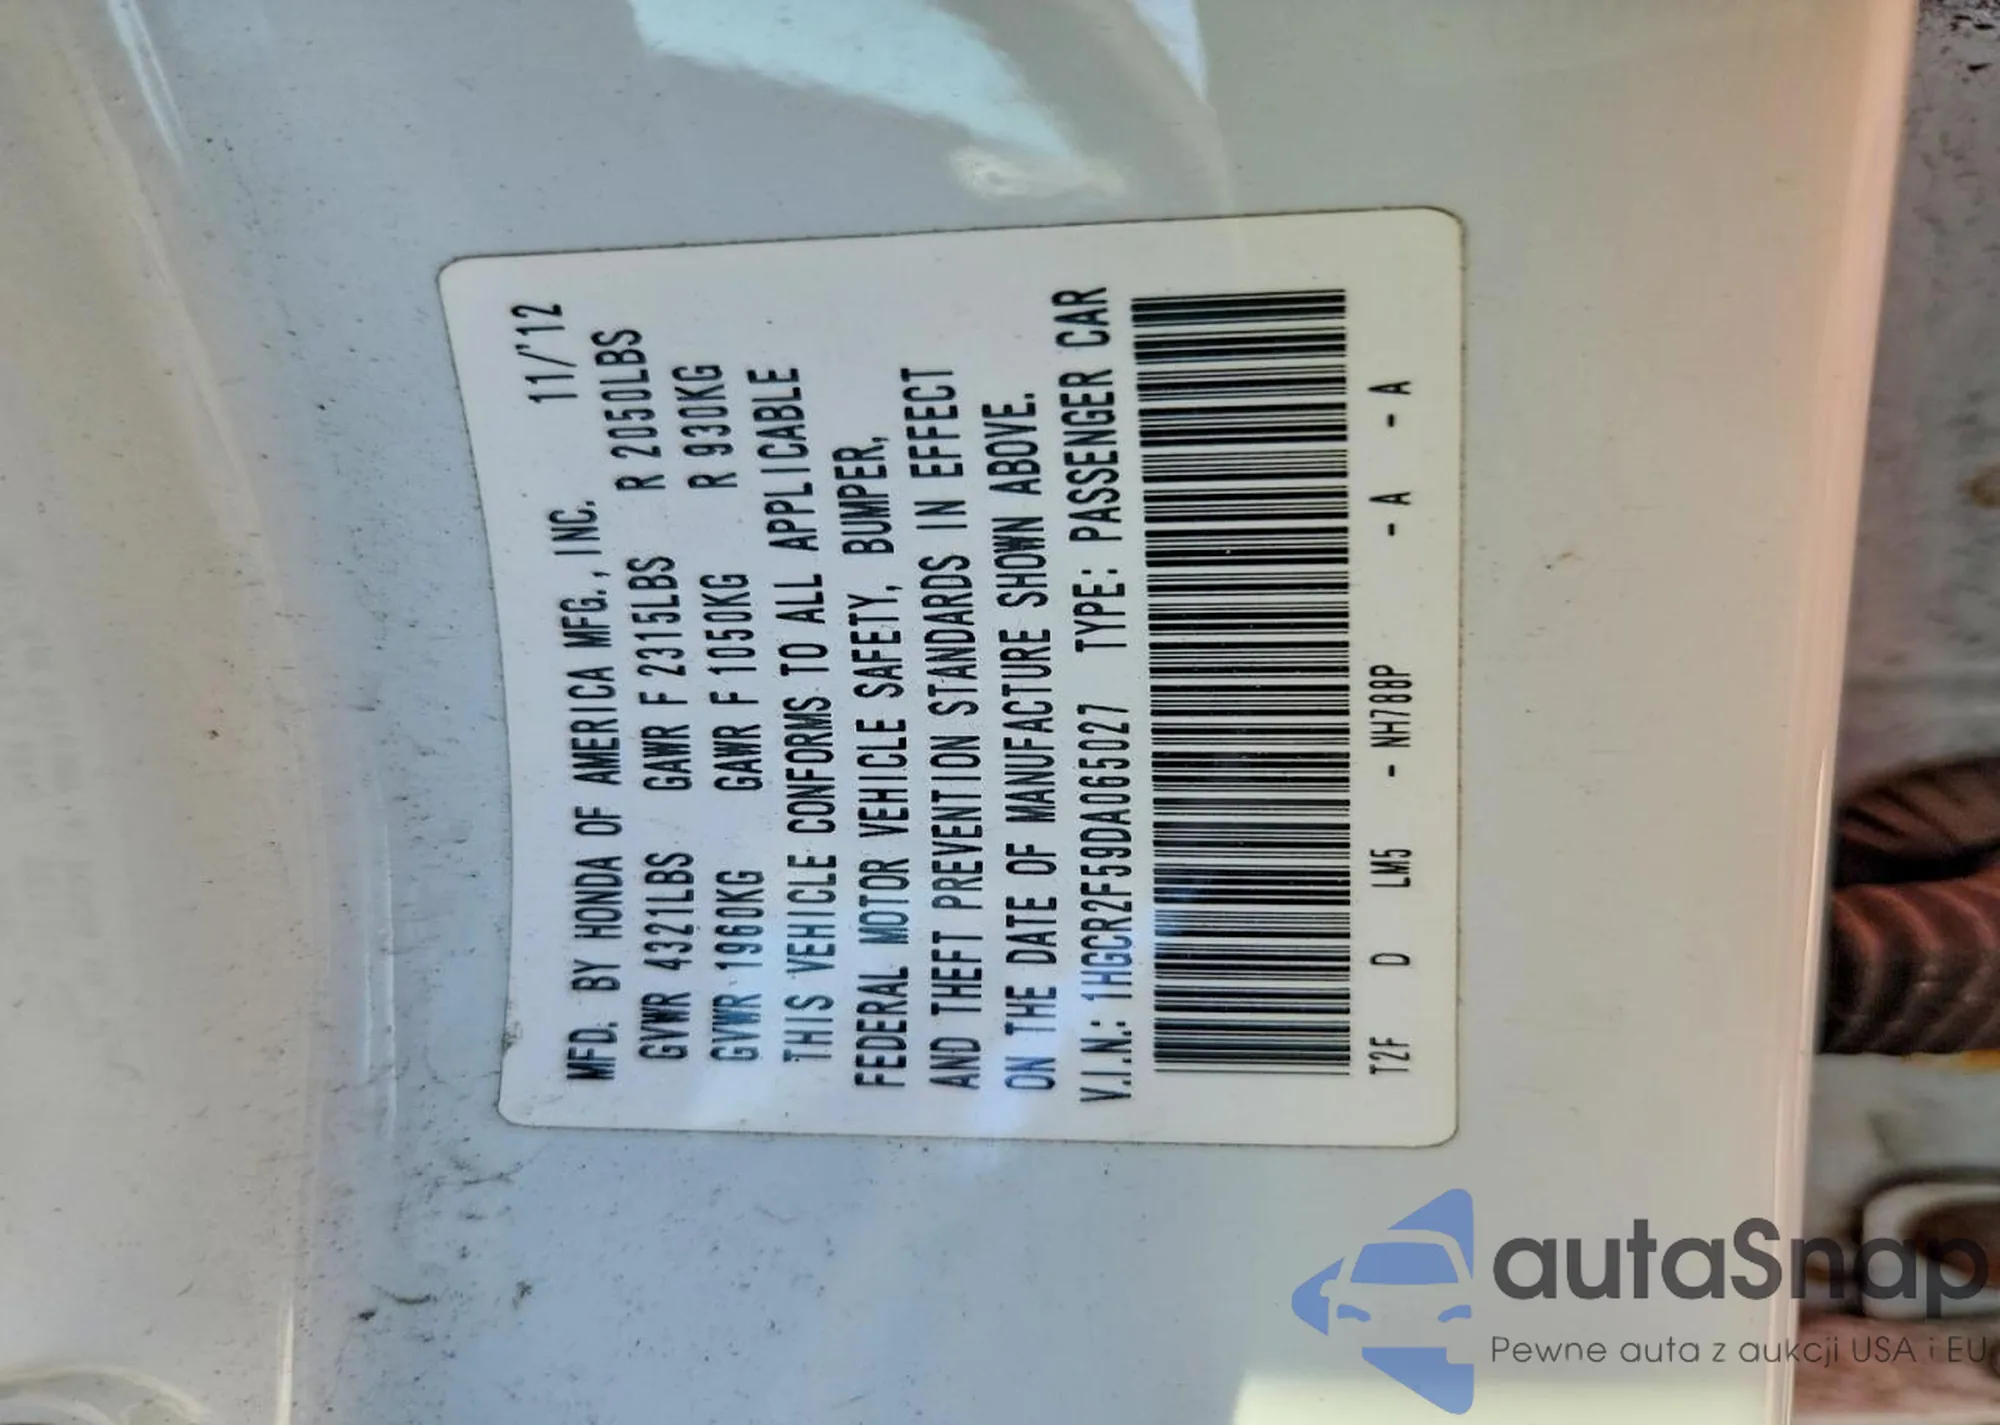 MFD. BY HONDA OF AMERICA MFG., INC. 11/'12
GVWR 4321LBS GAWR F 2315LBS R 2050LBS
GVWR 1960KG GAWR F 1050KG R 930KG
THIS VEHICLE CONFORMS TO ALL APPLICABLE
FEDERAL MOTOR VEHICLE SAFETY, BUMPER,
AND THEFT PREVENTION STANDARDS IN EFFECT
ON THE DATE OF MANUFACTURE SHOWN ABOVE.
V.I.N.: 1HGCR2F59DA065027 TYPE: PASSENGER CAR
T2F D LM5 - NH788P - A - A
autaSnap
Pewne auta z aukcji USA i EU